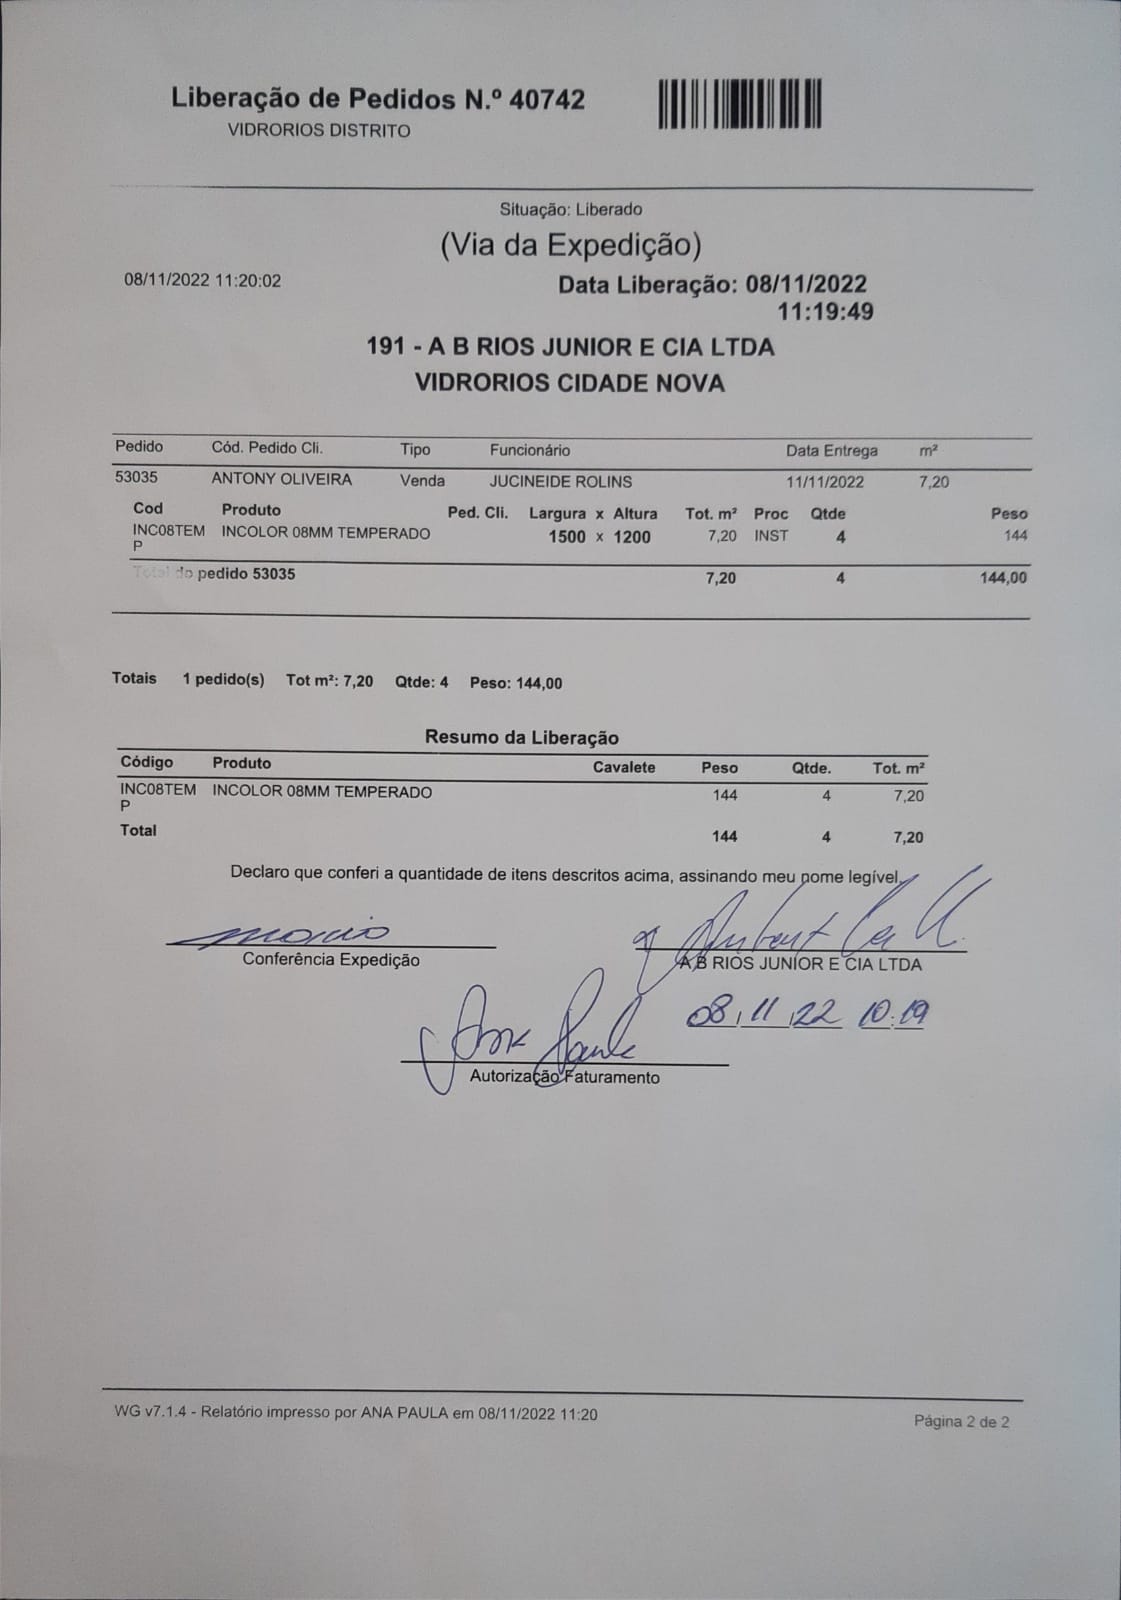 Liberação de Pedidos N.º 40742
VIDRORIOS DISTRITO
Situação: Liberado
(Via da Expedição)
08/11/2022 11:20:02
Data Liberação: 08/11/2022
11:19:49
191 - A B RIOS JUNIOR E CIA LTDA
VIDRORIOS CIDADE NOVA
Pedido Cód. Pedido Cli. Tipo Funcionário Data Entrega m²
53035 ANTONY OLIVEIRA Venda JUCINEIDE ROLINS 11/11/2022 7,20
Cod Produto Ped. Cli. Largura x Altura Tot. m² Proc Qtde Peso
INC08TEM INCOLOR 08MM TEMPERADO 1500 x 1200 7,20 INST 4 144
P
Total do pedido 53035 7,20 4 144,00
Totais 1 pedido(s) Tot m²: 7,20 Qtde: 4 Peso: 144,00
Resumo da Liberação
Código Produto Cavalete Peso Qtde. Tot. m²
INC08TEM INCOLOR 08MM TEMPERADO 144 4 7,20
P
Total 144 4 7,20
Declaro que conferi a quantidade de itens descritos acima, assinando meu nome legível.
marcio
Conferência Expedição
A B RIOS JUNIOR E CIA LTDA
08, 11, 22 10:19
Ana Paula
Autorização Faturamento
WG v7.1.4 - Relatório impresso por ANA PAULA em 08/11/2022 11:20
Página 2 de 2